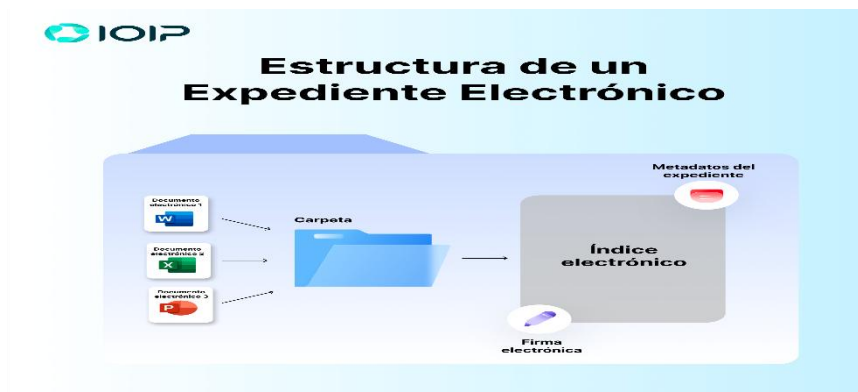 IOIP
Estructura de un
Expediente Electrónico
Metadatos del
expediente
Documento
electrónico 1
W
Carpeta
Documento
electrónico 2
X
Índice
electrónico
Documento
electrónico 3
P
Firma
electrónica